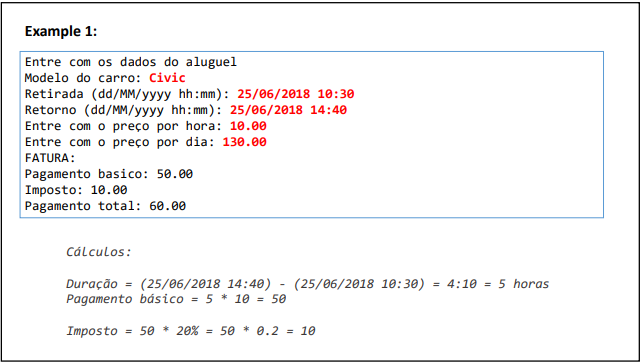 Example 1:
Entre com os dados do aluguel
Modelo do carro: Civic
Retirada (dd/MM/yyyy hh:mm): 25/06/2018 10:30
Retorno (dd/MM/yyyy hh:mm): 25/06/2018 14:40
Entre com o preço por hora: 10.00
Entre com o preço por dia: 130.00
FATURA:
Pagamento basico: 50.00
Imposto: 10.00
Pagamento total: 60.00
Cálculos:
Duração = (25/06/2018 14:40) - (25/06/2018 10:30) = 4:10 = 5 horas
Pagamento básico = 5 * 10 = 50
Imposto = 50 * 20% = 50 * 0.2 = 10